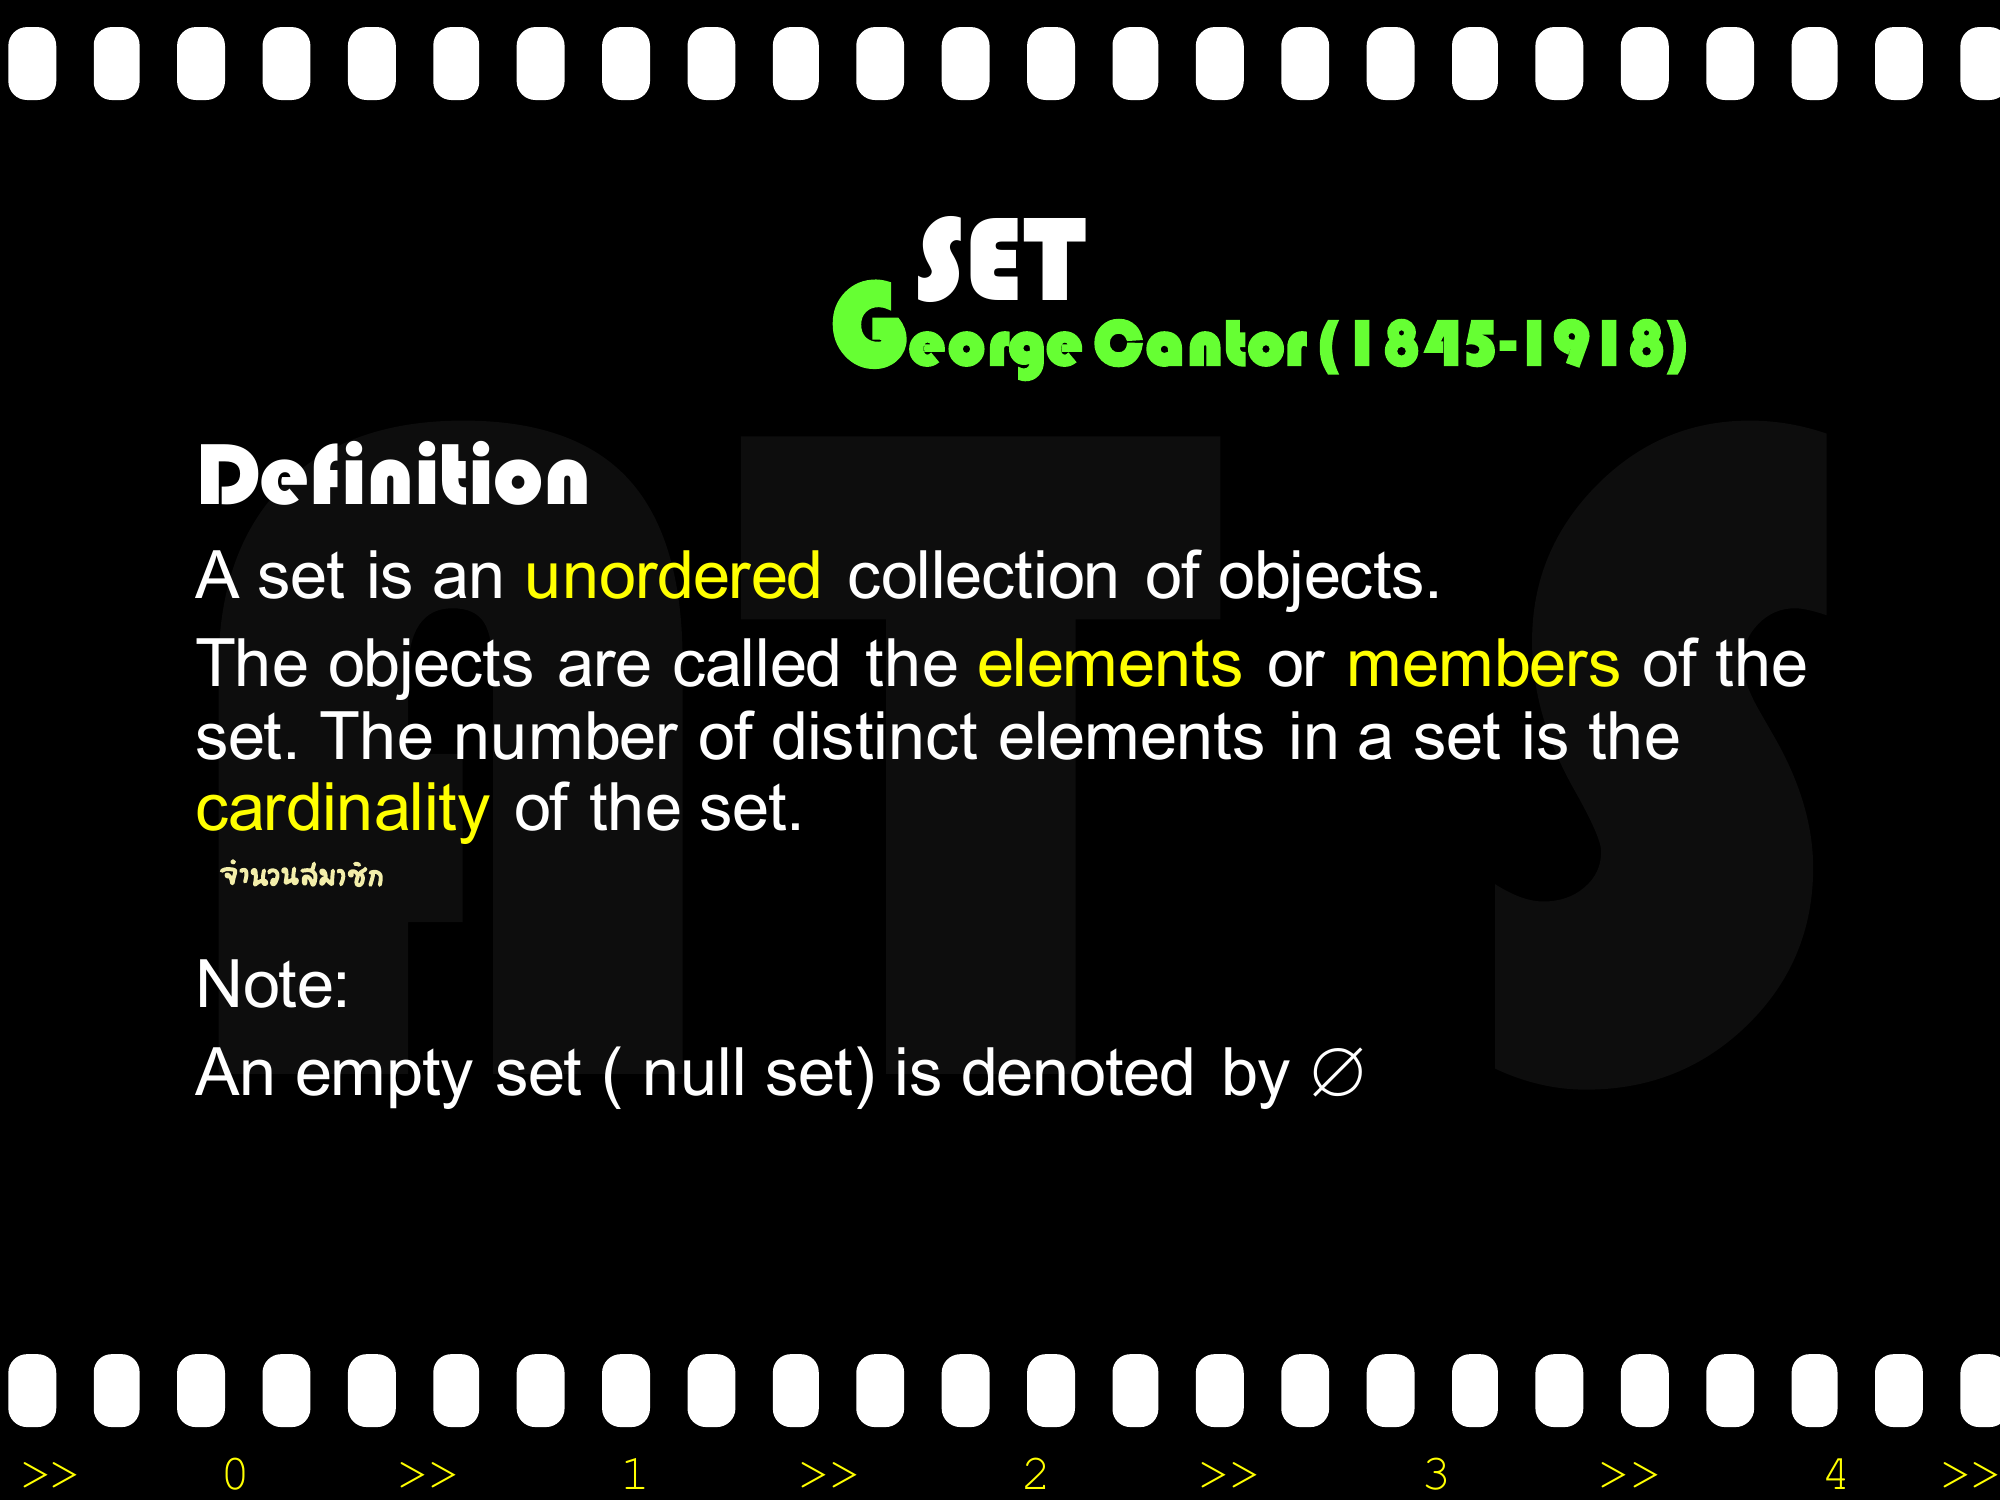 SET
George Cantor (1845-1918)
Definition
A set is an unordered collection of objects.
The objects are called the elements or members of the
set. The number of distinct elements in a set is the
cardinality of the set.
จำนวนสมาชิก
Note:
An empty set ( null set) is denoted by ∅
>> 0 >> 1 >> 2 >> 3 >> 4 >>